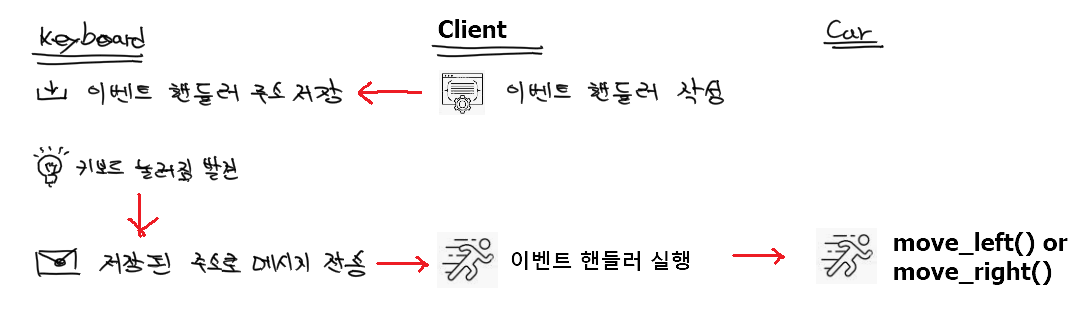 Keyboard
Client
Car
이벤트 핸들러 주소 저장
이벤트 핸들러 작성
키보드 눌러짐 발견
저장된 주소로 메시지 전송
이벤트 핸들러 실행
move_left() or
move_right()